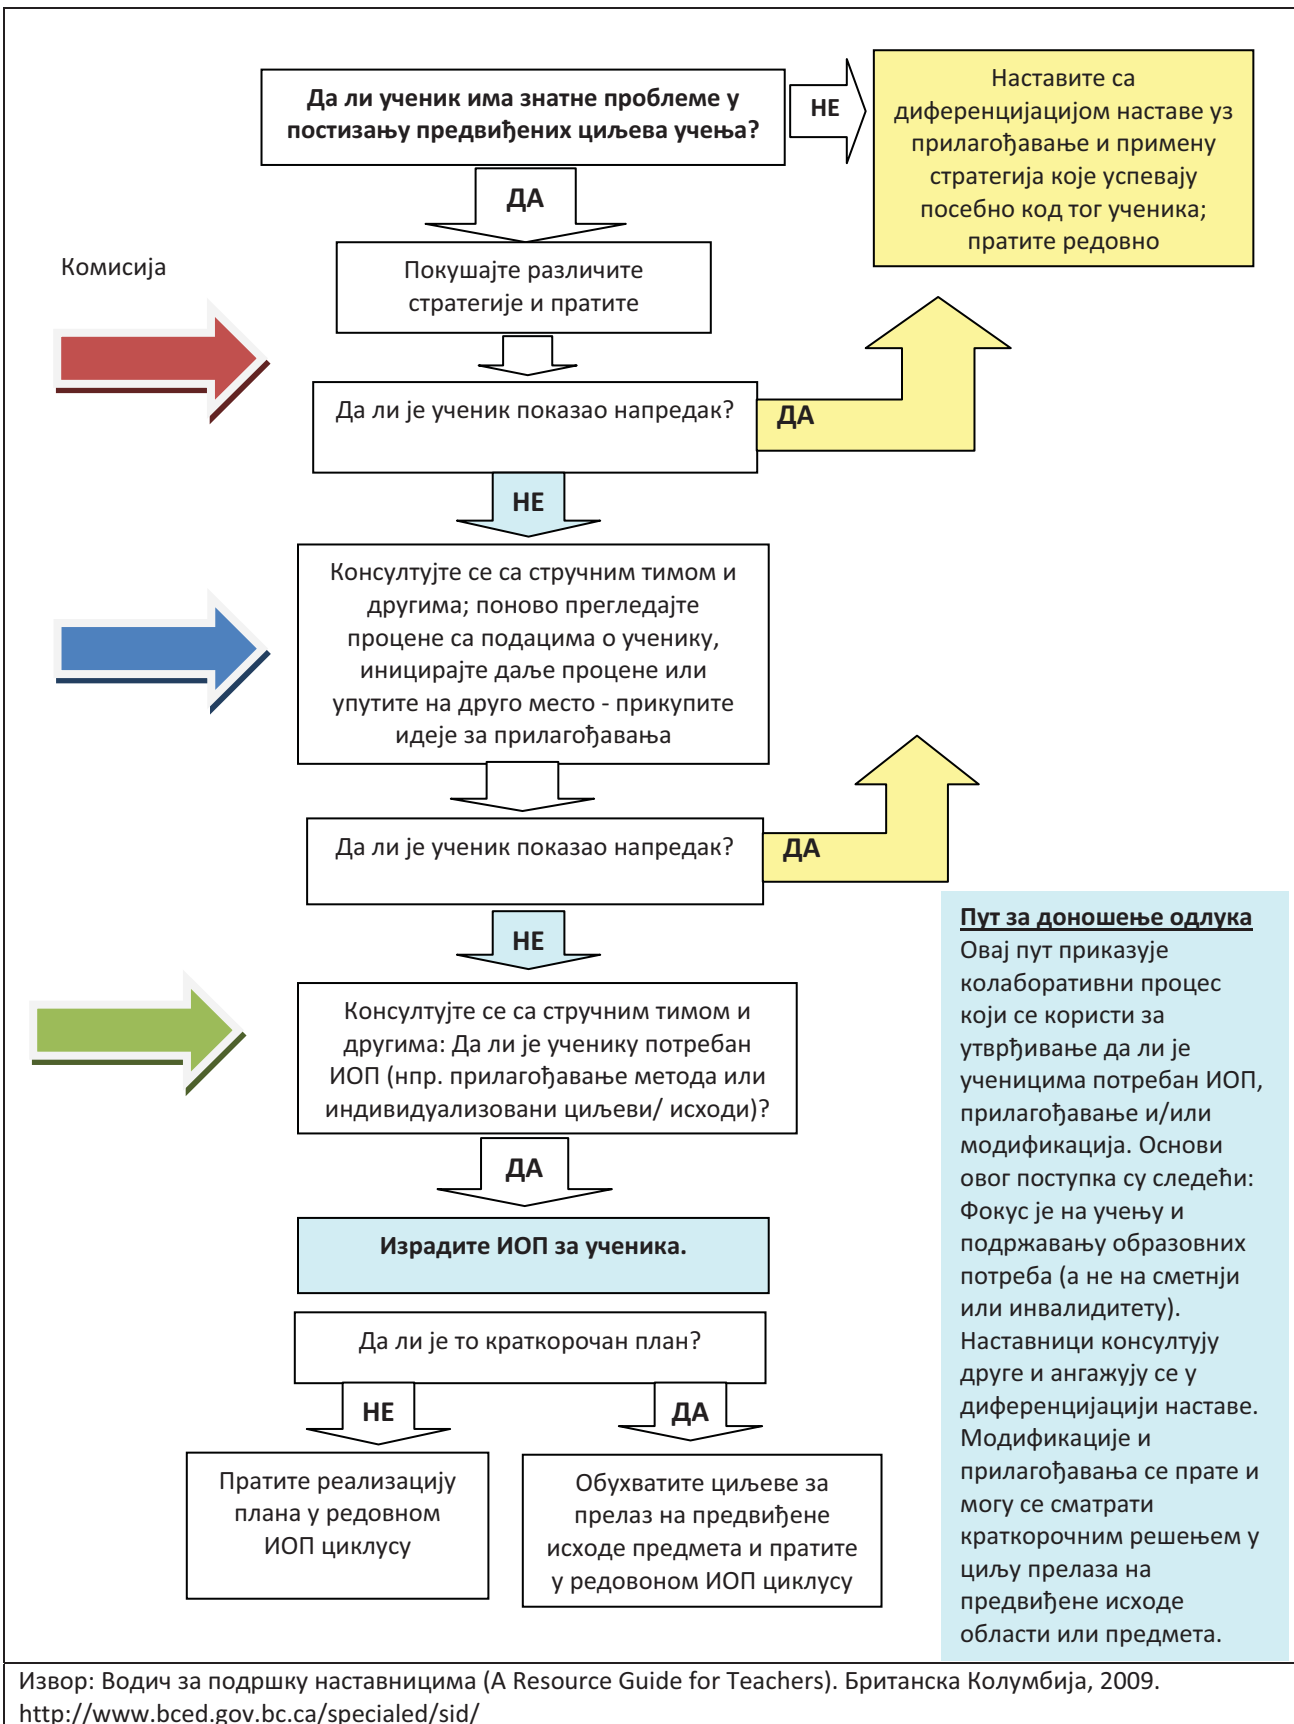 Да ли ученик има знатне проблеме у
постизању предвиђених циљева учења?
НЕ
Наставите са
диференцијацијом наставе уз
прилагођавање и примену
стратегија које успевају
посебно код тог ученика;
пратите редовно
ДА
Комисија
Покушајте различите
стратегије и пратите
Да ли је ученик показао напредак?
ДА
НЕ
Консултујте се са стручним тимом и
другима; поново прегледајте
процене са подацима о ученику,
иницирајте даље процене или
упутите на друго место - прикупите
идеје за прилагођавања
Да ли је ученик показао напредак?
ДА
НЕ
Консултујте се са стручним тимом и
другима: Да ли је ученику потребан
ИОП (нпр. прилагођавање метода или
индивидуализовани циљеви/ исходи)?
ДА
Израдите ИОП за ученика.
Да ли је то краткорочан план?
НЕ
ДА
Пратите реализацију
плана у редовном
ИОП циклусу
Обухватите циљеве за
прелаз на предвиђене
исходе предмета и пратите
у редовоном ИОП циклусу
Пут за доношење одлука
Овај пут приказује
колаборативни процес
који се користи за
утврђивање да ли је
ученицима потребан ИОП,
прилагођавање и/или
модификација. Основи
овог поступка су следећи:
Фокус је на учењу и
подржавању образовних
потреба (а не на сметњи
или инвалидитету).
Наставници консултују
друге и ангажују се у
диференцијацији наставе.
Модификације и
прилагођавања се прате и
могу се сматрати
краткорочним решењем у
циљу прелаза на
предвиђене исходе
области или предмета.
Извор: Водич за подршку наставницима (A Resource Guide for Teachers). Британска Колумбија, 2009.
http://www.bced.gov.bc.ca/specialed/sid/